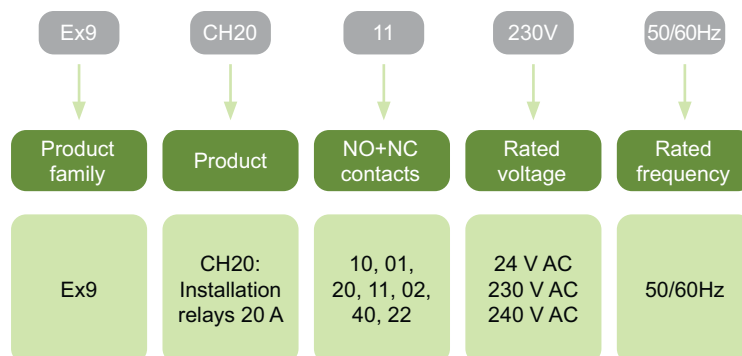 Ex9
CH20
11
230V
50/60Hz
Product
family
Product
NO+NC
contacts
Rated
voltage
Rated
frequency
Ex9
CH20:
Installation
relays 20 A
10, 01,
20, 11, 02,
40, 22
24 V AC
230 V AC
240 V AC
50/60Hz